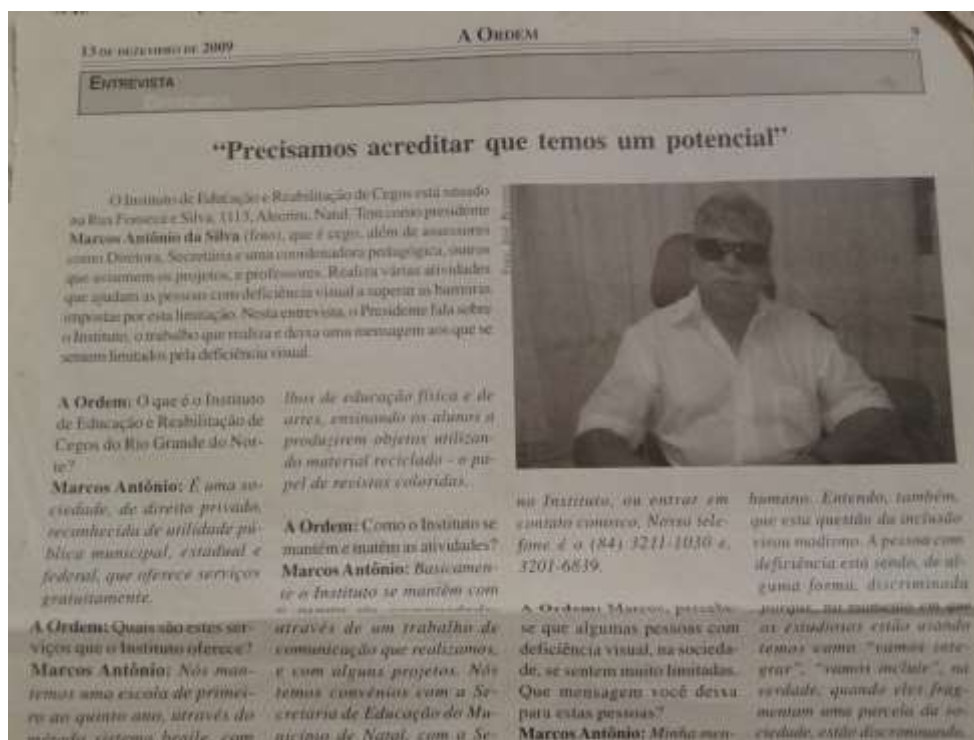 13 DE DEZEMBRO DE 2009
A ORDEM
9
ENTREVISTA
“Precisamos acreditar que temos um potencial”
O Instituto de Educação e Reabilitação de Cegos está situado
na Rua Fonseca e Silva, 1113, Alecrim, Natal. Tem como presidente
Marcos Antônio da Silva (foto), que é cego, além de assessores
como Diretora, Secretária e uma coordenadora pedagógica, outros
que assumem os projetos, e professores. Realiza várias atividades
que ajudam as pessoas com deficiência visual a superar as barreiras
impostas por esta limitação. Nesta entrevista, o Presidente fala sobre
o Instituto, o trabalho que realiza e deixa uma mensagem aos que se
sentem limitados pela deficiência visual.
A Ordem: O que é o Instituto
de Educação e Reabilitação de
Cegos do Rio Grande do Nor-
te?
Marcos Antônio: É uma so-
ciedade, de direito privado,
reconhecida de utilidade pú-
blica municipal, estadual e
federal, que oferece serviços
gratuitamente.
A Ordem: Quais são estes ser-
viços que o Instituto oferece?
Marcos Antônio: Nós man-
temos uma escola de primei-
ro ao quinto ano, através do
método sistema braile, com
lhos de educação física e de
artes, ensinando os alunos a
produzirem objetos utilizan-
do material reciclado - o pa-
pel de revistas coloridas.
A Ordem: Como o Instituto se
mantém e matém as atividades?
Marcos Antônio: Basicamen-
te o Instituto se mantêm com
através de um trabalho de
comunicação que realizamos,
e com alguns projetos. Nós
temos convênios com a Se-
cretaria de Educação do Mu-
nicípio de Natal, com a Se-
no Instituto, ou entrar em
contato conosco. Nosso tele-
fone é o (84) 3211-1030 e,
3201-6839.
A Ordem: Marcos, percebe-
se que algumas pessoas com
deficiência visual, na socieda-
de, se sentem muito limitadas.
Que mensagem você deixa
para estas pessoas?
Marcos Antônio: Minha men-
humano. Entendo, também,
que esta questão da inclusão
virou modismo. A pessoa com
deficiência está sendo, de al-
guma forma, discriminada
porque, no momento em que
os estudiosos estão usando
temas como "vamos inte-
grar", "vamos incluir", na
verdade, quando eles frag-
mentam uma parcela da so-
ciedade, estão discriminando.